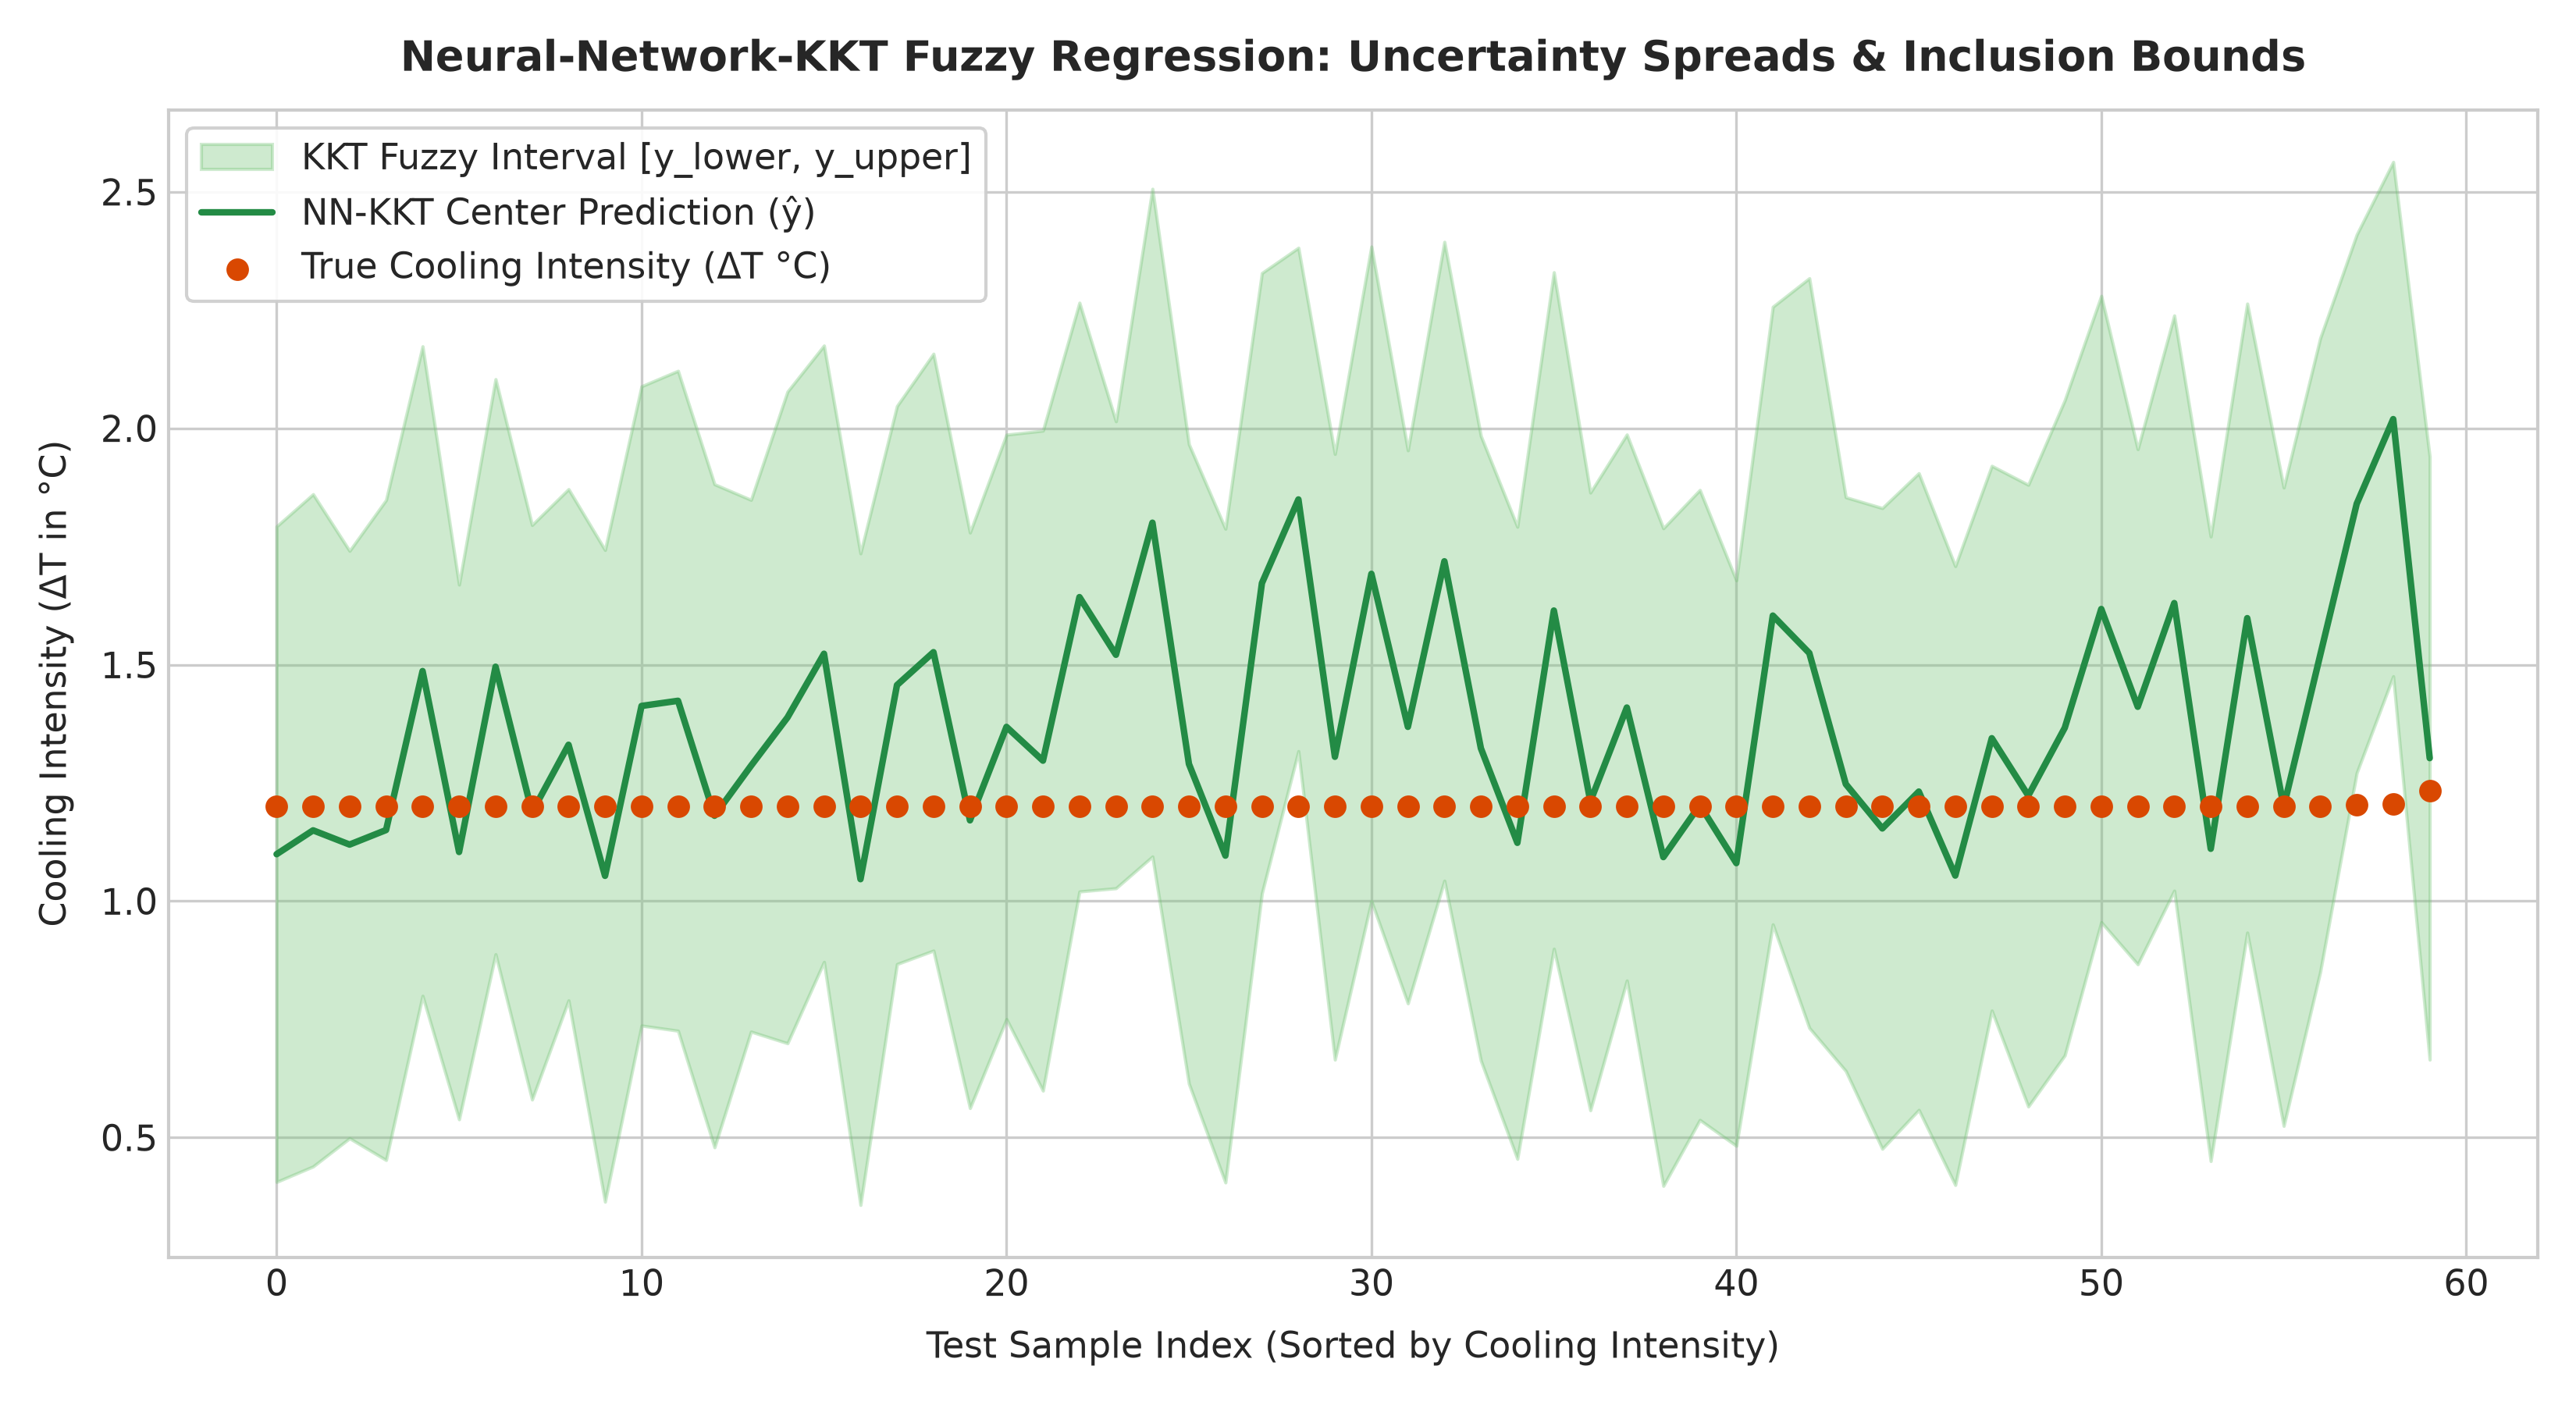 Neural-Network-KKT Fuzzy Regression: Uncertainty Spreads & Inclusion Bounds
KKT Fuzzy Interval [y_lower, y_upper]
NN-KKT Center Prediction (ŷ)
True Cooling Intensity (ΔT °C)
Cooling Intensity (ΔT in °C)
2.5
2.0
1.5
1.0
0.5
0 10 20 30 40 50 60
Test Sample Index (Sorted by Cooling Intensity)